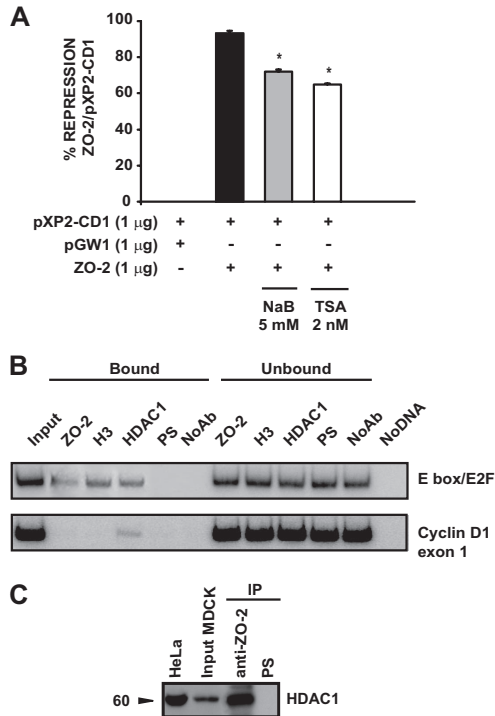 A
% REPRESSION
ZO-2/pXP2-CD1
100
80
60
40
20
0
*
*
pXP2-CD1 (1 μg) + + + +
pGW1 (1 μg) + - - -
ZO-2 (1 μg) - + + +
NaB TSA
5 mM 2 nM
B
Bound Unbound
Input ZO-2 H3 HDAC1 PS NoAb ZO-2 H3 HDAC1 PS NoAb NoDNA
E box/E2F
Cyclin D1
exon 1
C
IP
HeLa Input MDCK anti-ZO-2 PS
60
HDAC1